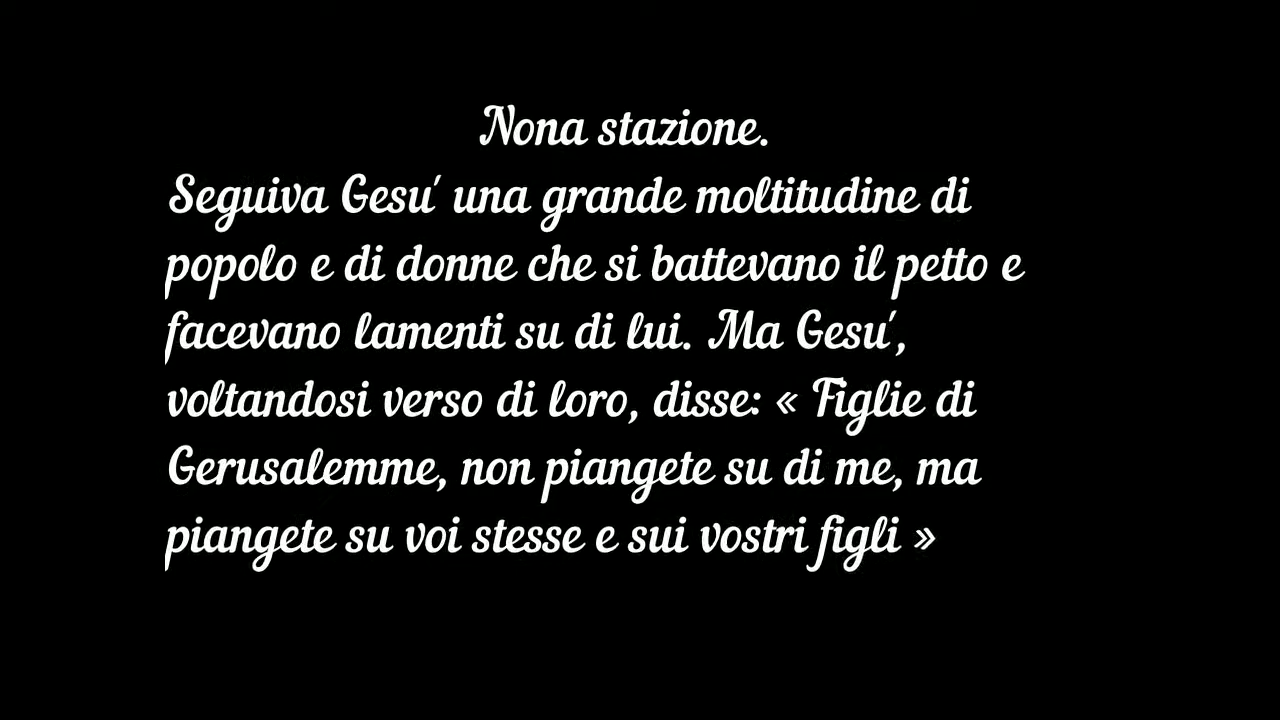 Nona stazione.
Seguiva Gesu' una grande moltitudine di
popolo e di donne che si battevano il petto e
facevano lamenti su di lui. Ma Gesu',
voltandosi verso di loro, disse: « Figlie di
Gerusalemme, non piangete su di me, ma
piangete su voi stesse e sui vostri figli »